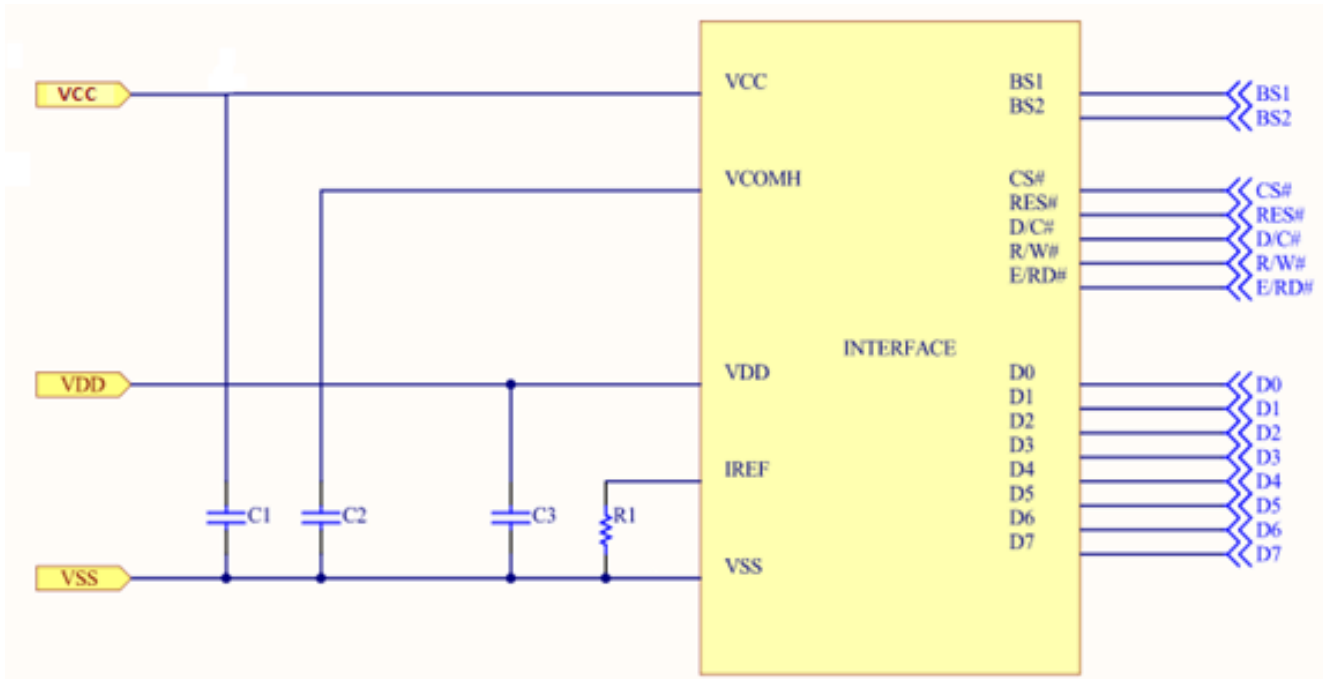 VCC VCC BS1 BS1
BS2 BS2
VCOMH CS# CS#
RES# RES#
D/C# D/C#
R/W# R/W#
E/RD# E/RD#
INTERFACE
VDD VDD D0 D0
D1 D1
D2 D2
D3 D3
IREF D4 D4
D5 D5
C1 C2 C3 R1 D6 D6
D7 D7
VSS VSS